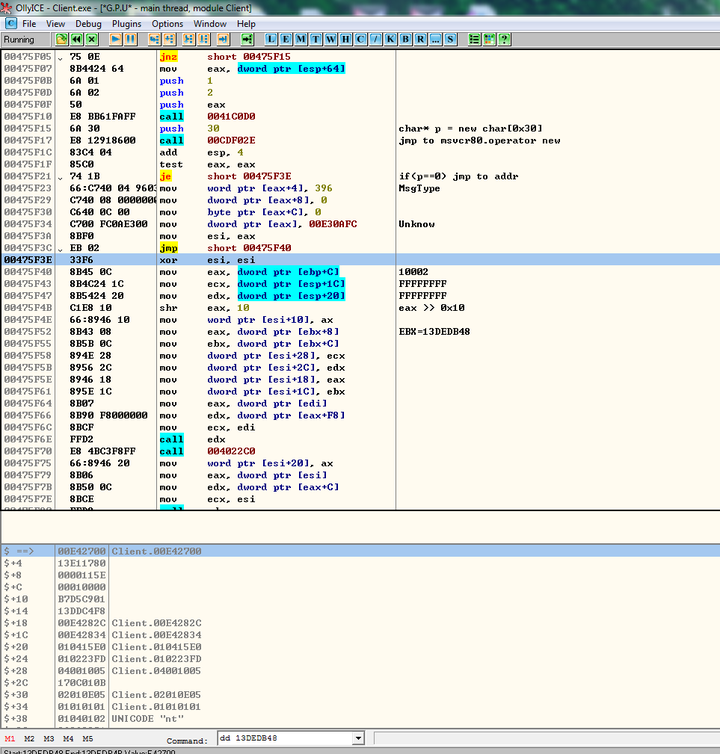 OllyICE - Client.exe - [*G.P.U* - main thread, module Client]
File View Debug Plugins Options Window Help
Running L E M T W H C / K B R ... S ?
00475F05 75 0E jnz short 00475F15
00475F07 8B4424 64 mov eax, dword ptr [esp+64]
00475F0B 6A 01 push 1
00475F0D 6A 02 push 2
00475F0F 50 push eax
00475F10 E8 BB61FAFF call 0041C0D0
00475F15 6A 30 push 30 char* p = new char[0x30]
00475F17 E8 12918600 call 00CDF02E jmp to msvcr80.operator new
00475F1C 83C4 04 add esp, 4
00475F1F 85C0 test eax, eax
00475F21 74 1B je short 00475F3E if(p==0) jmp to addr
00475F23 66:C740 04 9603 mov word ptr [eax+4], 396 MsgType
00475F29 C740 08 0000000 mov dword ptr [eax+8], 0
00475F30 C640 0C 00 mov byte ptr [eax+C], 0
00475F34 C700 FC0AE300 mov dword ptr [eax], 00E30AFC Unknow
00475F3A 8BF0 mov esi, eax
00475F3C EB 02 jmp short 00475F40
00475F3E 33F6 xor esi, esi
00475F40 8B45 0C mov eax, dword ptr [ebp+C] 10002
00475F43 8B4C24 1C mov ecx, dword ptr [esp+1C] FFFFFFFF
00475F47 8B5424 20 mov edx, dword ptr [esp+20] FFFFFFFF
00475F4B C1E8 10 shr eax, 10 eax >> 0x10
00475F4E 66:8946 10 mov word ptr [esi+10], ax
00475F52 8B43 08 mov eax, dword ptr [ebx+8] EBX=13DEDB48
00475F55 8B5B 0C mov ebx, dword ptr [ebx+C]
00475F58 894E 28 mov dword ptr [esi+28], ecx
00475F5B 8956 2C mov dword ptr [esi+2C], edx
00475F5E 8946 18 mov dword ptr [esi+18], eax
00475F61 895E 1C mov dword ptr [esi+1C], ebx
00475F64 8B07 mov eax, dword ptr [edi]
00475F66 8B90 F8000000 mov edx, dword ptr [eax+F8]
00475F6C 8BCF mov ecx, edi
00475F6E FFD2 call edx
00475F70 E8 4BC3F8FF call 004022C0
00475F75 66:8946 20 mov word ptr [esi+20], ax
00475F79 8B06 mov eax, dword ptr [esi]
00475F7B 8B50 0C mov edx, dword ptr [eax+C]
00475F7E 8BCE mov ecx, esi
$ ==> 00E42700 Client.00E42700
$+4 13E11780
$+8 0000115E
$+C 00010000
$+10 B7D5C901
$+14 13DDC4F8
$+18 00E4282C Client.00E4282C
$+1C 00E42834 Client.00E42834
$+20 010415E0 Client.010415E0
$+24 010223FD Client.010223FD
$+28 04001005 Client.04001005
$+2C 170C010B
$+30 02010E05 Client.02010E05
$+34 01010101 Client.01010101
$+38 01040102 UNICODE "nt"
M1 M2 M3 M4 M5 Command: dd 13DEDB48